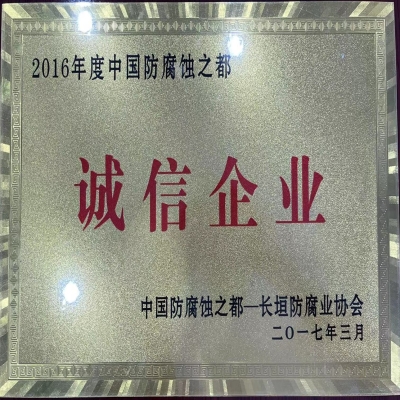 2016年度中国防腐蚀之都
诚信企业
中国防腐蚀之都—长垣防腐业协会
二〇一七年三月